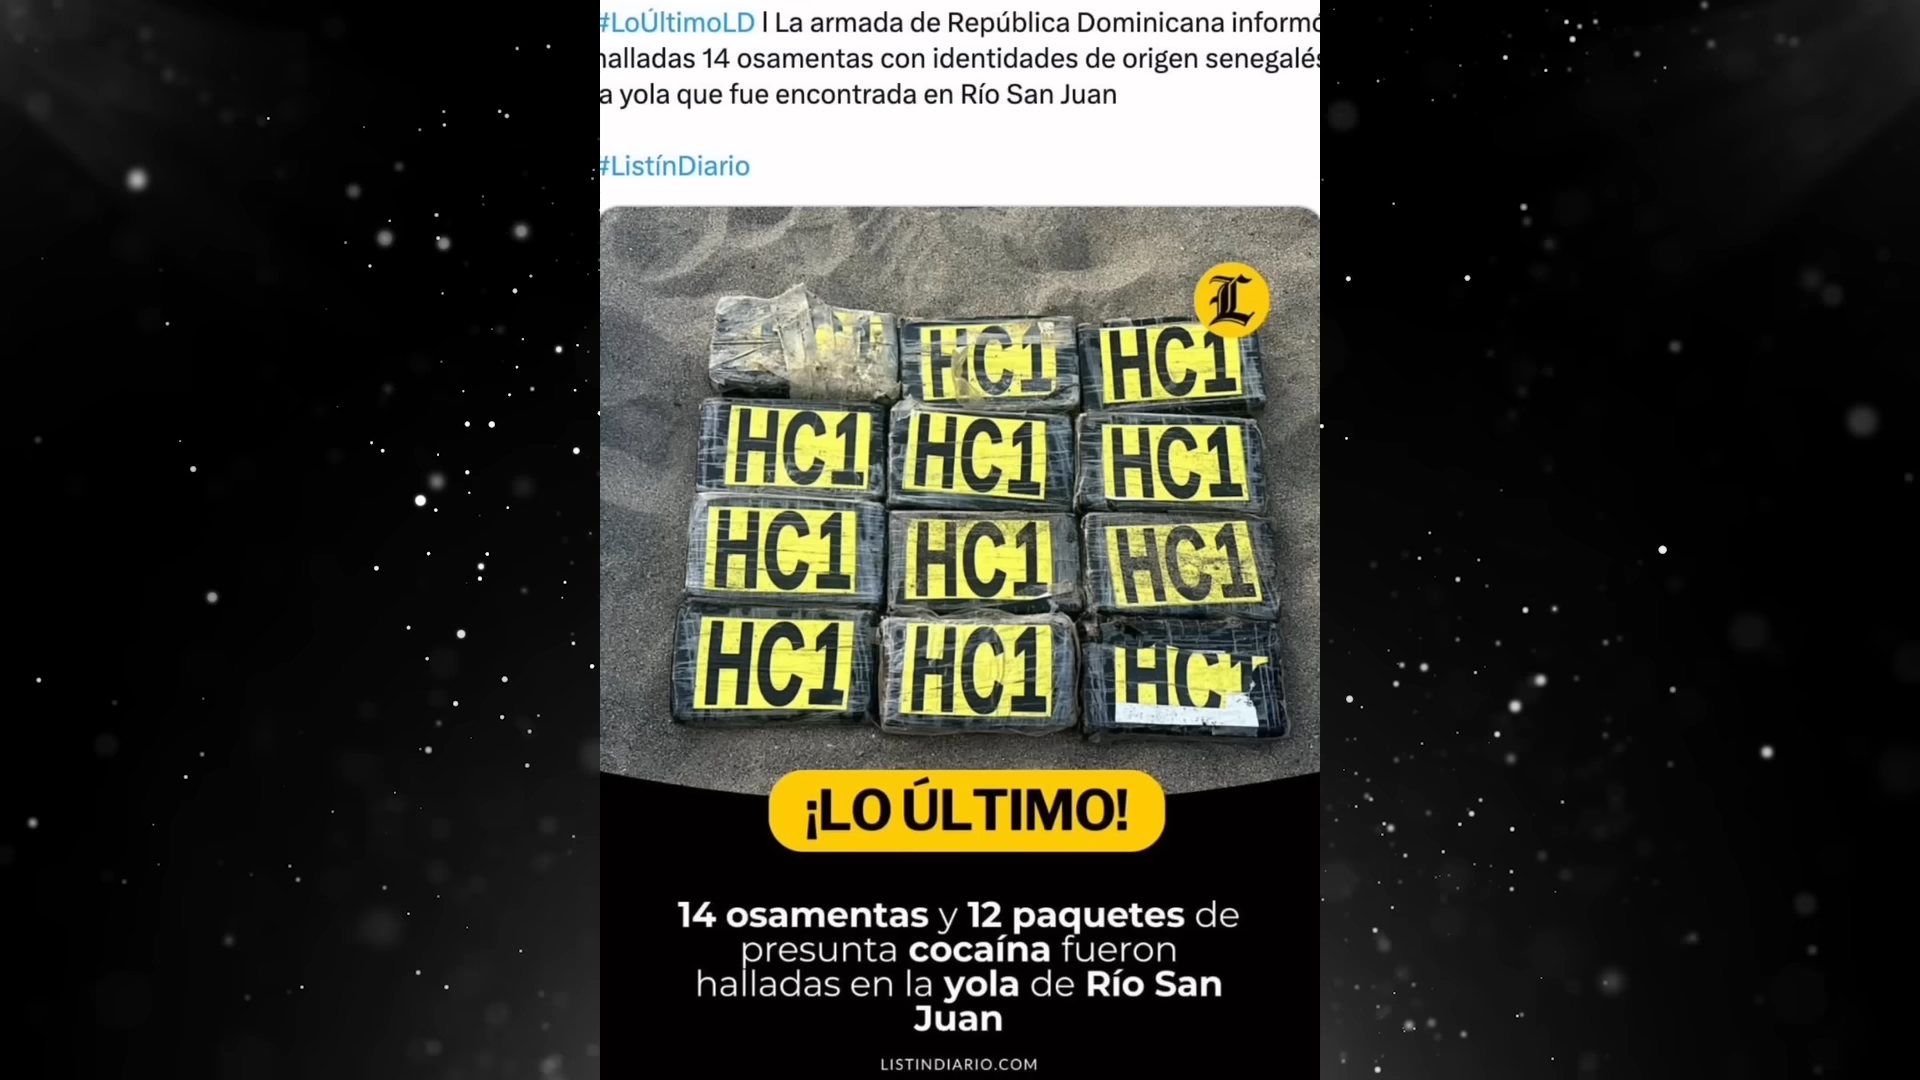 #LoÚltimoLD l La armada de República Dominicana informó
halladas 14 osamentas con identidades de origen senegalés
a yola que fue encontrada en Río San Juan
#ListínDiario
L
HC1 HC1
HC1 HC1 HC1
HC1 HC1 HC1
HC1 HC1 HC1
¡LO ÚLTIMO!
14 osamentas y 12 paquetes de
presunta cocaína fueron
halladas en la yola de Río San
Juan
LISTINDIARIO.COM